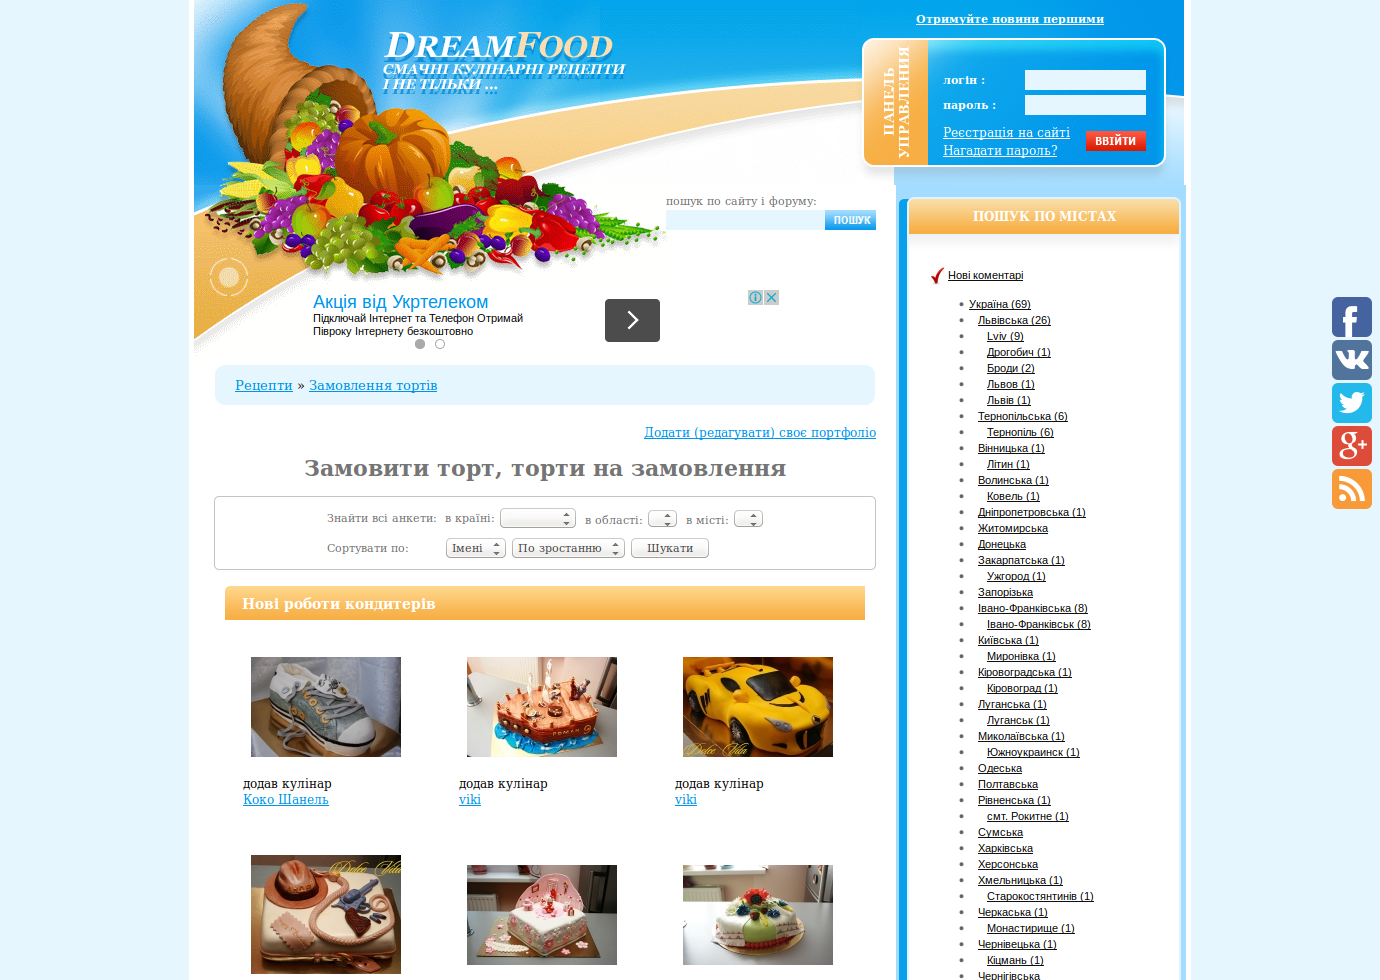 Отримуйте новини першими
DREAMFOOD
СМАЧНІ КУЛІНАРНІ РЕЦЕПТИ
І НЕ ТІЛЬКИ ...
ПАНЕЛЬ
УПРАВЛЕНИЯ
логін :
пароль :
Реєстрація на сайті
Нагадати пароль?
ВВІЙТИ
пошук по сайту і форуму:
ПОШУК
Акція від Укртелеком
Підключай Інтернет та Телефон Отримай
Півроку Інтернету безкоштовно
Рецепти » Замовлення тортів
Додати (редагувати) своє портфоліо
Замовити торт, торти на замовлення
Знайти всі анкети: в країні: в області: в місті:
Сортувати по: Імені По зростанню Шукати
Нові роботи кондитерів
РОМАН
Dolce Vita
додав кулінар
Коко Шанель
додав кулінар
viki
додав кулінар
viki
Dolce Vita
ПОШУК ПО МІСТАХ
Нові коментарі
Україна (69)
Львівська (26)
Lviv (9)
Дрогобич (1)
Броди (2)
Львов (1)
Львів (1)
Тернопільська (6)
Тернопіль (6)
Вінницька (1)
Літин (1)
Волинська (1)
Ковель (1)
Дніпропетровська (1)
Житомирська
Донецька
Закарпатська (1)
Ужгород (1)
Запорізька
Івано-Франківська (8)
Івано-Франківськ (8)
Київська (1)
Миронівка (1)
Кіровоградська (1)
Кіровоград (1)
Луганська (1)
Луганськ (1)
Миколаївська (1)
Южноукраинск (1)
Одеська
Полтавська
Рівненська (1)
смт. Рокитне (1)
Сумська
Харківська
Херсонська
Хмельницька (1)
Старокостянтинів (1)
Черкаська (1)
Монастирище (1)
Чернівецька (1)
Кіцмань (1)
Чернігівська